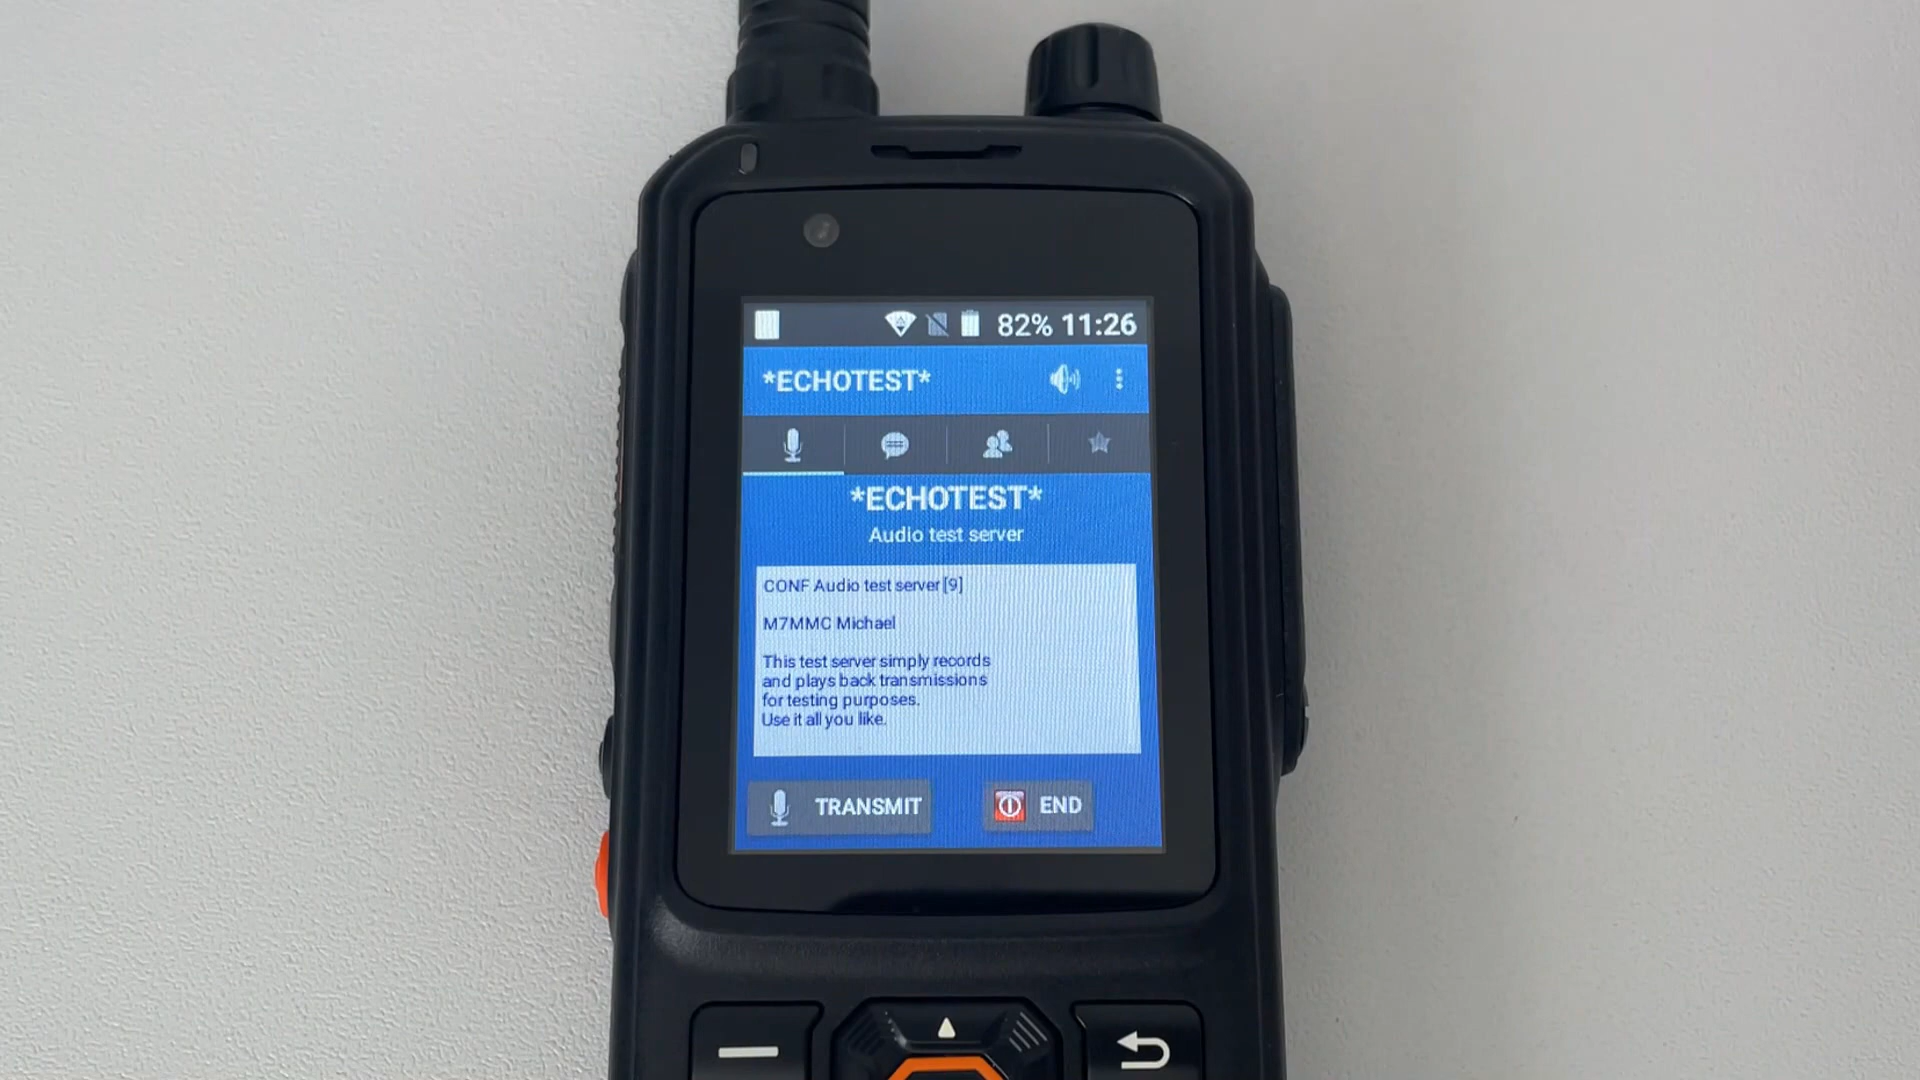 82% 11:26
*ECHOTEST*
*ECHOTEST*
Audio test server
CONF Audio test server [9]
M7MMC Michael
This test server simply records
and plays back transmissions
for testing purposes.
Use it all you like.
TRANSMIT
END